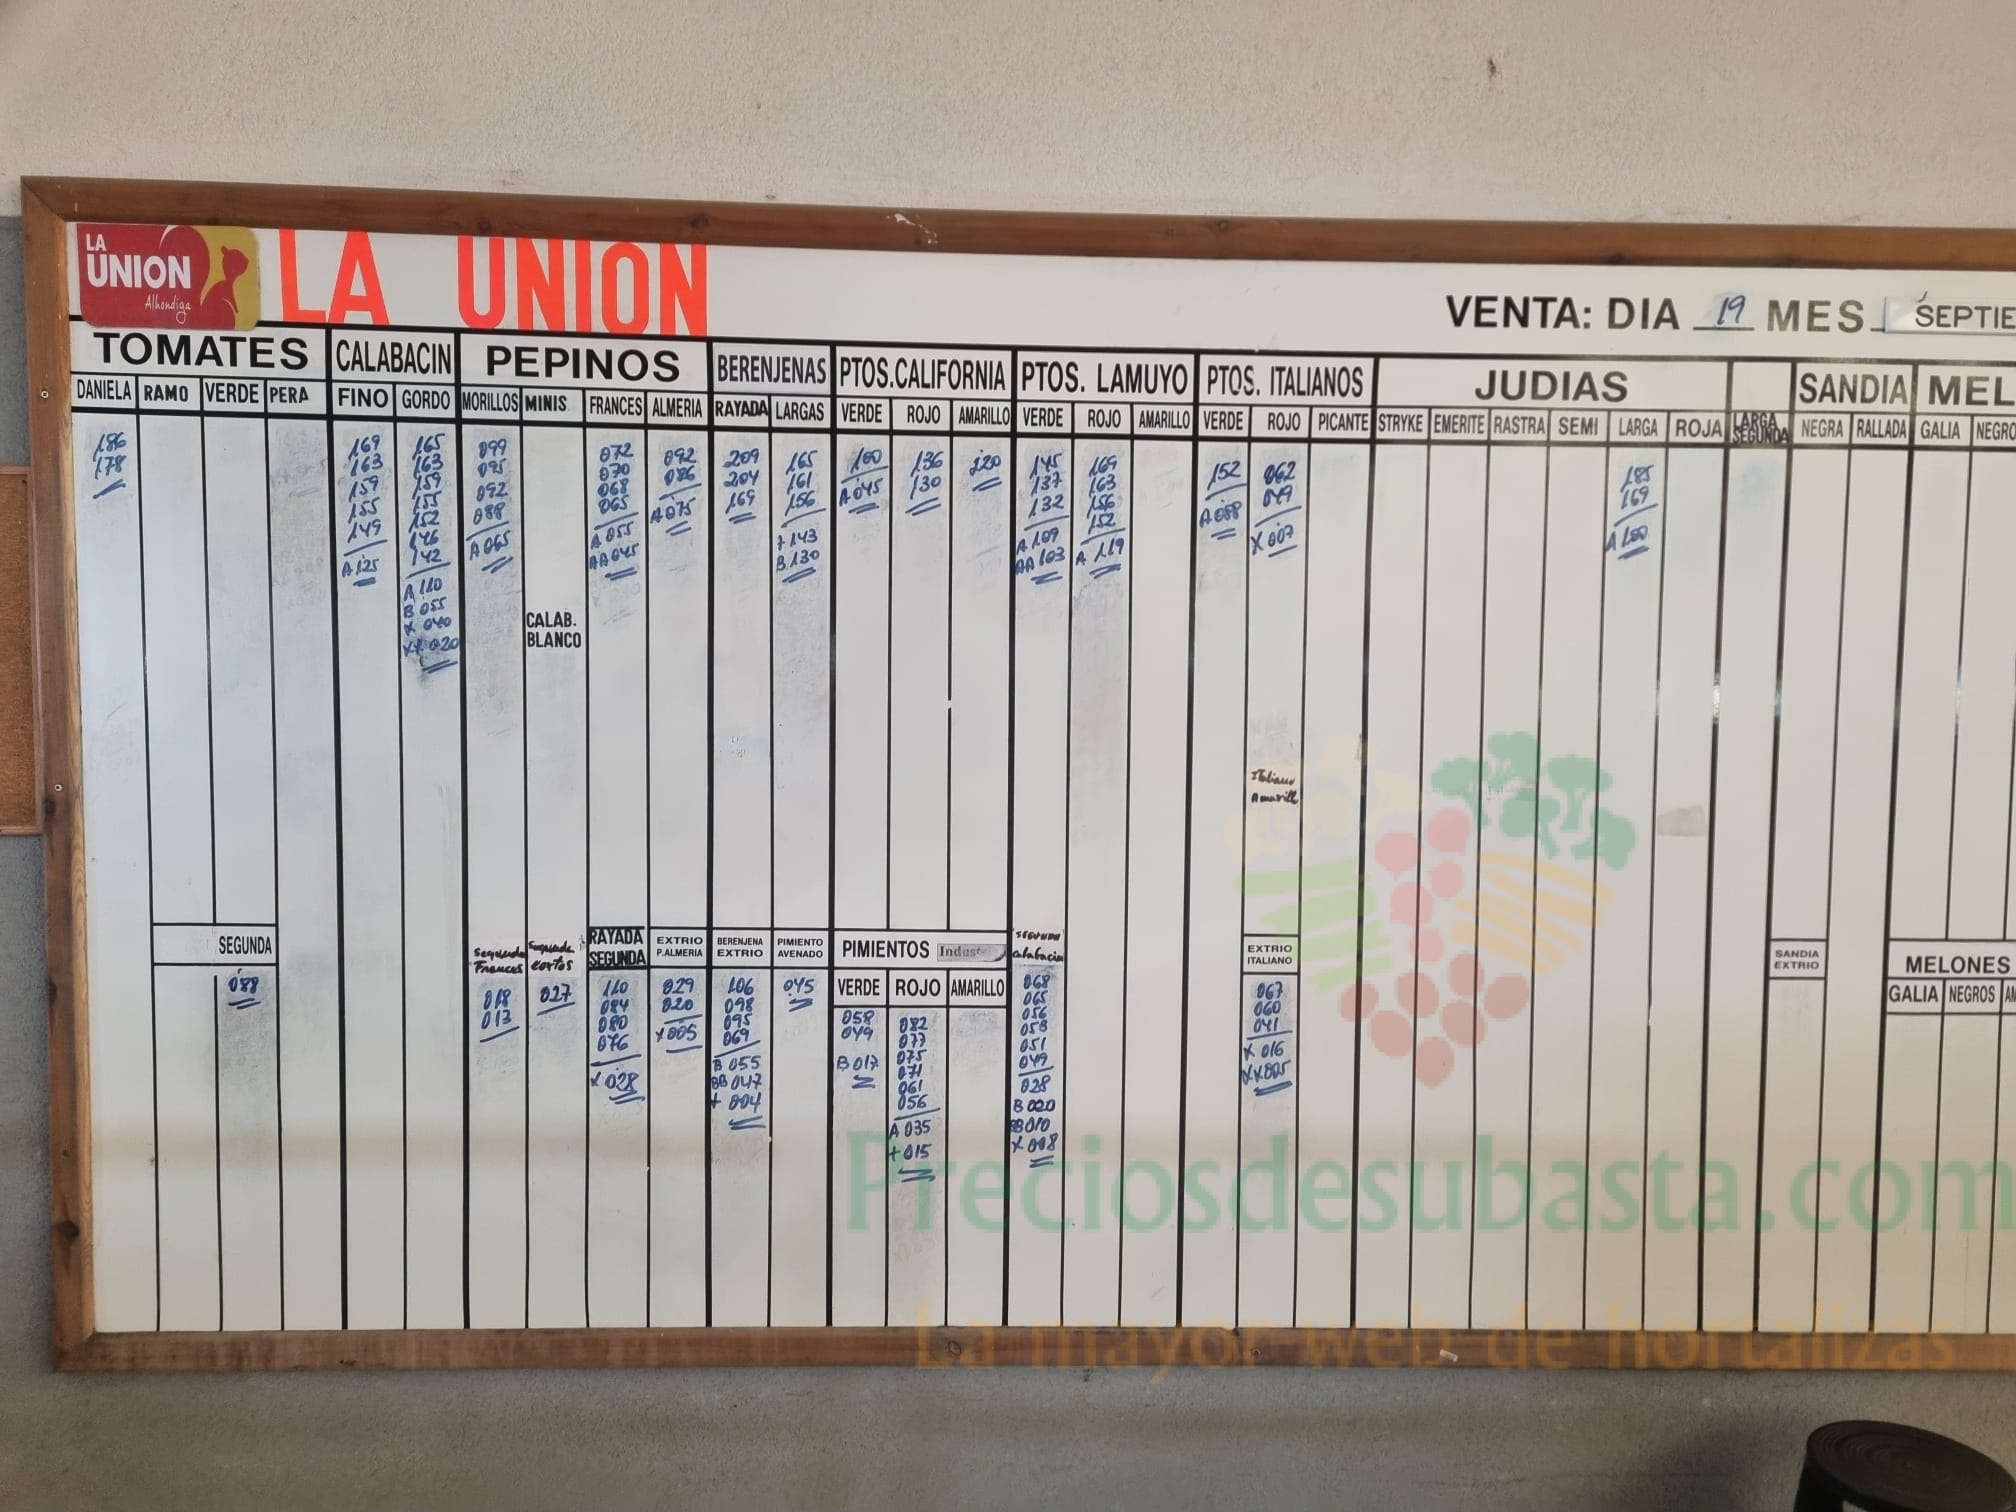 LA
UNION
Alhóndiga
LA UNION
VENTA: DIA 19 MES SEPTIE
TOMATES CALABACIN PEPINOS BERENJENAS PTOS.CALIFORNIA PTOS. LAMUYO PTOS. ITALIANOS JUDIAS SANDIA MEL
DANIELA RAMO VERDE PERA FINO GORDO MORILLOS MINIS FRANCES ALMERIA RAYADA LARGAS VERDE ROJO AMARILLO VERDE ROJO AMARILLO VERDE ROJO PICANTE STRYKE EMERITE RASTRA SEMI LARGA ROJA LARGA SEGUNDA NEGRA RALLADA GALIA NEGRO
186
178
169
163
159
155
149
A 125
165
163
159
155
152
146
142
A 110
B 055
X 040
XX 020
099
095
092
088
A 065
CALAB.
BLANCO
072
070
068
065
A 055
AA 045
092
086
A 075
209
204
169
165
161
156
143
B 130
100
A 045
136
130
120
145
137
132
A 109
AA 103
169
163
156
152
A 119
152
A 088
062
049
X 007
185
169
A 100
Italiano
Amarillo
SEGUNDA
088
Segunda
Frances
018
013
Segunda
cortos
027
RAYADA
SEGUNDA
110
084
080
076
X 028
EXTRIO
P.ALMERIA
029
020
X 005
BERENJENA
EXTRIO
106
098
095
069
B 055
BB 047
+ 004
PIMIENTO
AVENADO
045
PIMIENTOS Indust
VERDE ROJO AMARILLO
058
049
B 017
082
077
075
071
061
056
A 035
+ 015
SEGUNDA
calabacin
068
065
056
053
051
049
028
B 020
BB 010
X 008
EXTRIO
ITALIANO
067
060
041
X 016
XX 005
SANDIA
EXTRIO
MELONES
GALIA NEGROS AM
Preciosdesubasta.com
La mayor web de hortalizas